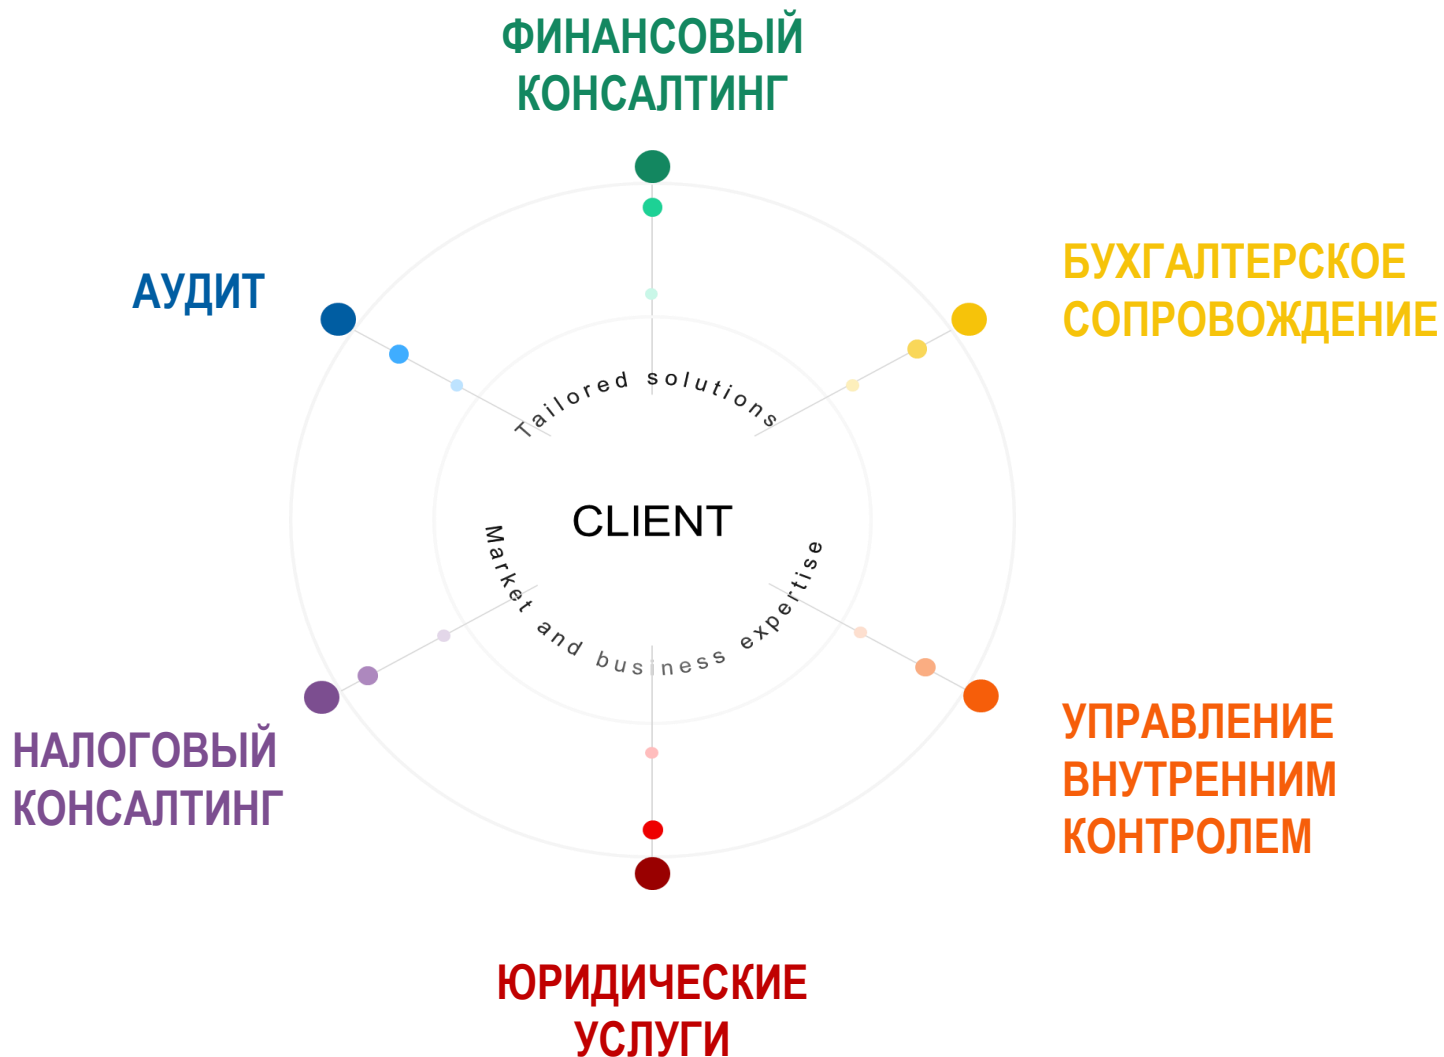 ФИНАНСОВЫЙ
КОНСАЛТИНГ
АУДИТ
БУХГАЛТЕРСКОЕ
СОПРОВОЖДЕНИЕ
Tailored solutions
CLIENT
Market and business expertise
НАЛОГОВЫЙ
КОНСАЛТИНГ
УПРАВЛЕНИЕ
ВНУТРЕННИМ
КОНТРОЛЕМ
ЮРИДИЧЕСКИЕ
УСЛУГИ